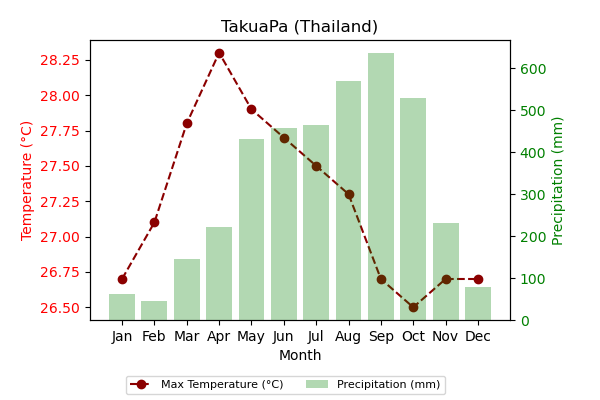 TakuaPa (Thailand)
28.25
28.00
27.75
27.50
27.25
27.00
26.75
26.50
Temperature (°C)
600
500
400
300
200
100
0
Precipitation (mm)
Jan Feb Mar Apr May Jun Jul Aug Sep Oct Nov Dec
Month
Max Temperature (°C) Precipitation (mm)